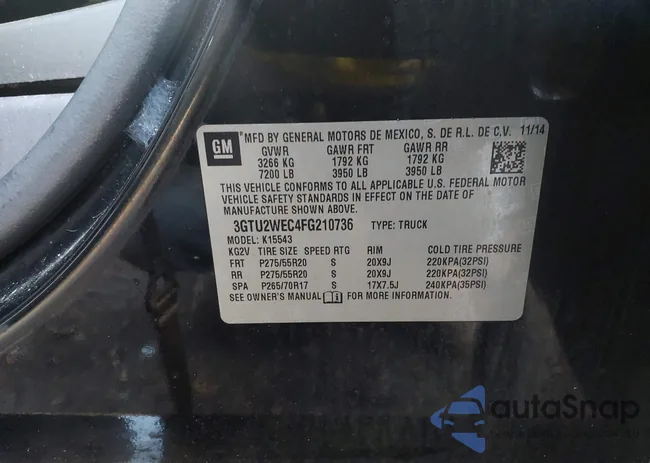 GM
MFD BY GENERAL MOTORS DE MEXICO, S. DE R.L. DE C.V. 11/14
GVWR GAWR FRT GAWR RR
3266 KG 1792 KG 1792 KG
7200 LB 3950 LB 3950 LB
THIS VEHICLE CONFORMS TO ALL APPLICABLE U.S. FEDERAL MOTOR
VEHICLE SAFETY STANDARDS IN EFFECT ON THE DATE OF
MANUFACTURE SHOWN ABOVE.
3GTU2WEC4FG210736 TYPE: TRUCK
MODEL: K15543
KG2V TIRE SIZE SPEED RTG RIM COLD TIRE PRESSURE
FRT P275/55R20 S 20X9J 220KPA(32PSI)
RR P275/55R20 S 20X9J 220KPA(32PSI)
SPA P265/70R17 S 17X7.5J 240KPA(35PSI)
SEE OWNER'S MANUAL FOR MORE INFORMATION.
autoSnap